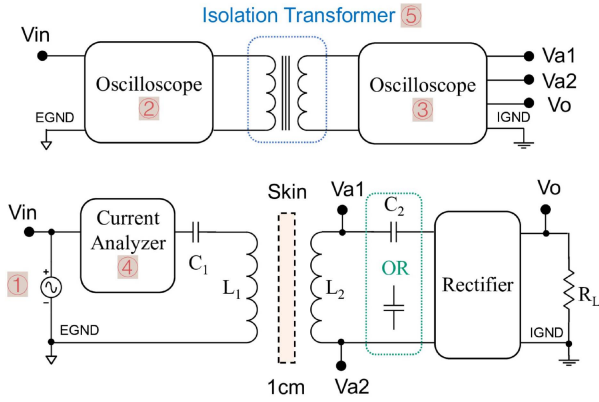 Isolation Transformer ⑤
Vin
Oscilloscope
②
EGND
Oscilloscope
③
Va1
Va2
Vo
IGND
Vin
Current
Analyzer
④
C1
①
+
−
EGND
L1
Skin
1cm
L2
Va1
Va2
C2
OR
Rectifier
Vo
RL
IGND